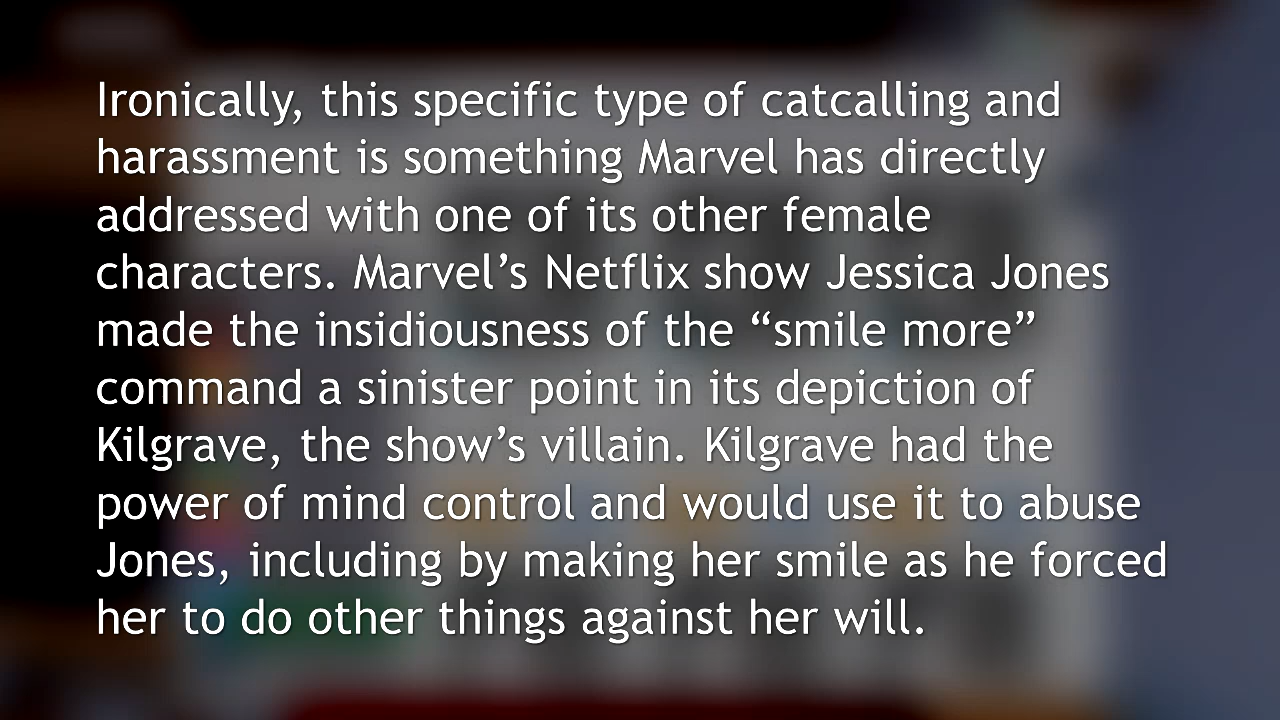 Ironically, this specific type of catcalling and
harassment is something Marvel has directly
addressed with one of its other female
characters. Marvel’s Netflix show Jessica Jones
made the insidiousness of the “smile more”
command a sinister point in its depiction of
Kilgrave, the show’s villain. Kilgrave had the
power of mind control and would use it to abuse
Jones, including by making her smile as he forced
her to do other things against her will.